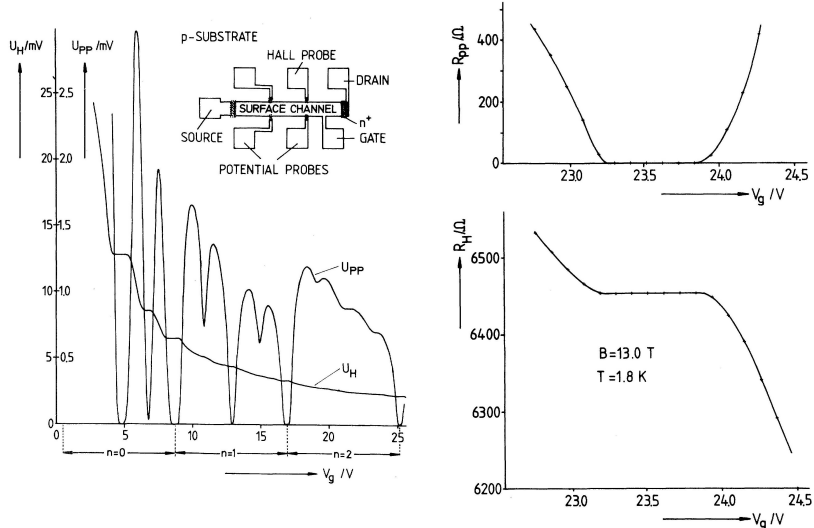 U_H/mV U_PP/mV
p-SUBSTRATE
HALL PROBE
DRAIN
SURFACE CHANNEL
n⁺
SOURCE
GATE
POTENTIAL PROBES
25 2,5
20 2.0
15 1,5
10 1.0
5 0,5
0 0
U_PP
U_H
0 5 10 15 20 25
n=0 n=1 n=2
V_g / V
R_PP/Ω
400
200
0
23.0 23.5 24.0 24.5
V_g / V
R_H/Ω
6500
6400
6300
6200
B=13.0 T
T=1.8 K
23.0 23.5 24.0 24.5
V_g / V